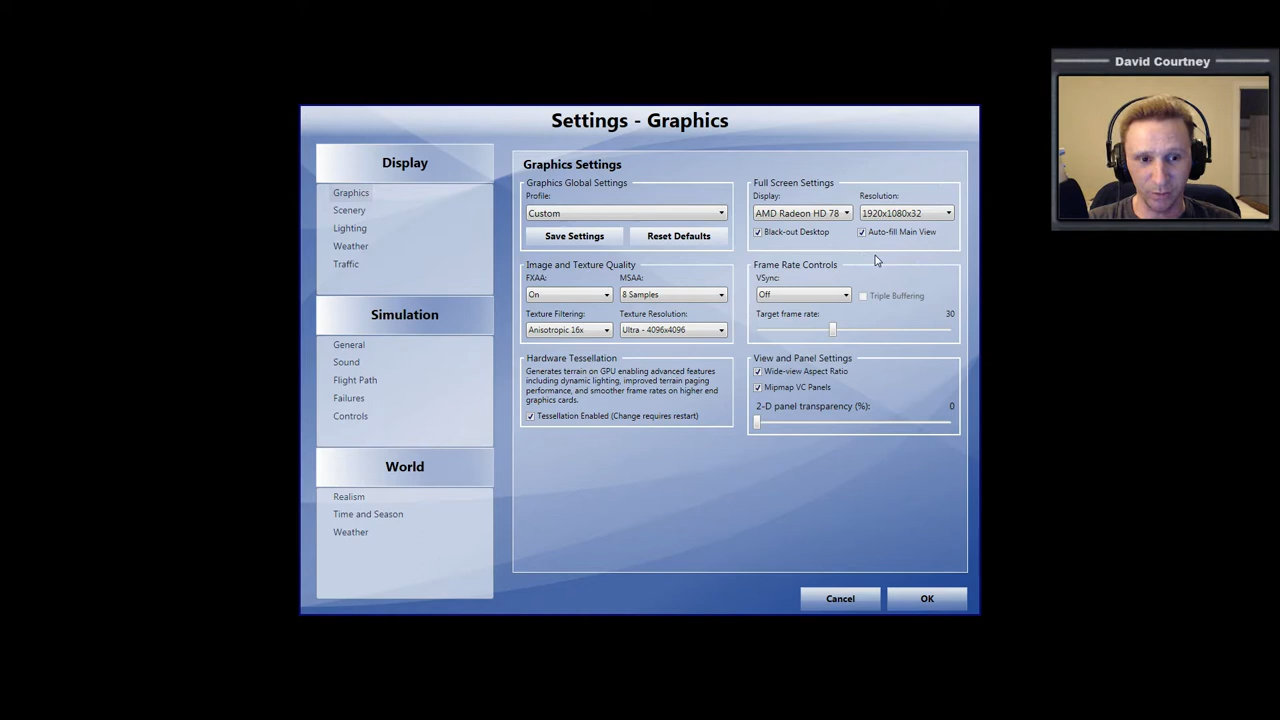 David Courtney
Settings - Graphics
Display
Graphics
Scenery
Lighting
Weather
Traffic
Simulation
General
Sound
Flight Path
Failures
Controls
World
Realism
Time and Season
Weather
Graphics Settings
Graphics Global Settings
Profile:
Custom
Save Settings
Reset Defaults
Image and Texture Quality
FXAA:
MSAA:
On
8 Samples
Texture Filtering:
Texture Resolution:
Anisotropic 16x
Ultra - 4096x4096
Hardware Tessellation
Generates terrain on GPU enabling advanced features
including dynamic lighting, improved terrain paging
performance, and smoother frame rates on higher end
graphics cards.
Tessellation Enabled (Change requires restart)
Full Screen Settings
Display:
Resolution:
AMD Radeon HD 78
1920x1080x32
Black-out Desktop
Auto-fill Main View
Frame Rate Controls
VSync:
Off
Triple Buffering
Target frame rate:
30
View and Panel Settings
Wide-view Aspect Ratio
Mipmap VC Panels
2-D panel transparency (%):
0
Cancel
OK